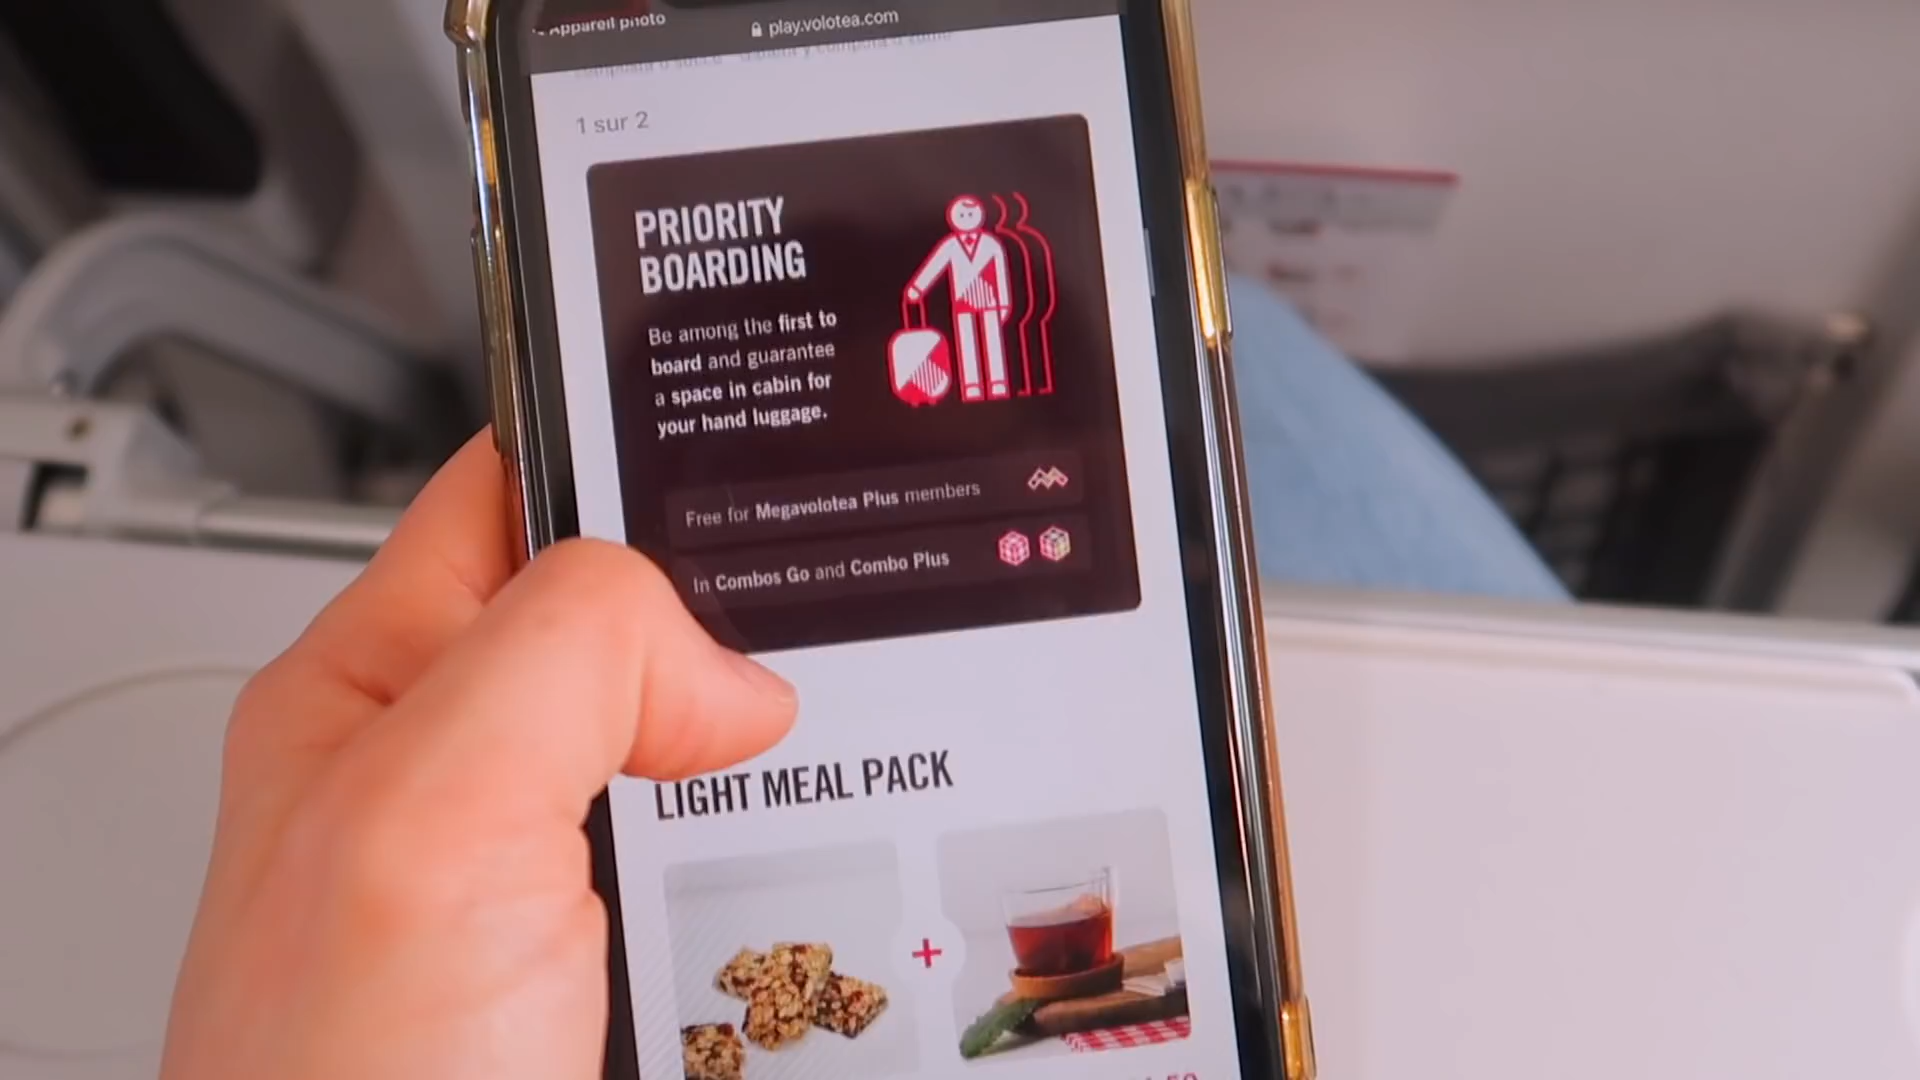 Appareil photo
play.volotea.com
1 sur 2
PRIORITY
BOARDING
Be among the first to
board and guarantee
a space in cabin for
your hand luggage.
Free for Megavolotea Plus members
In Combos Go and Combo Plus
LIGHT MEAL PACK
+